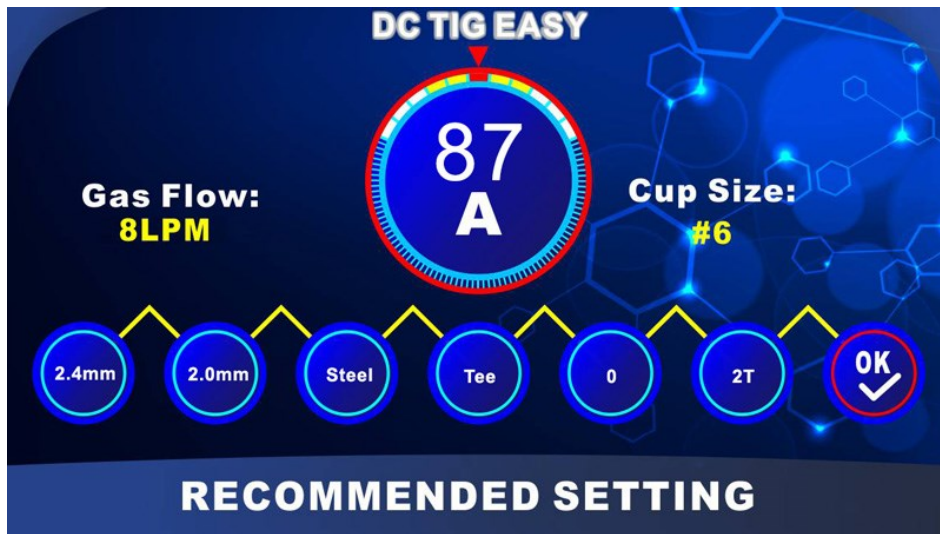 DC TIG EASY
87
A
Gas Flow:
8LPM
Cup Size:
#6
2.4mm
2.0mm
Steel
Tee
0
2T
OK
RECOMMENDED SETTING